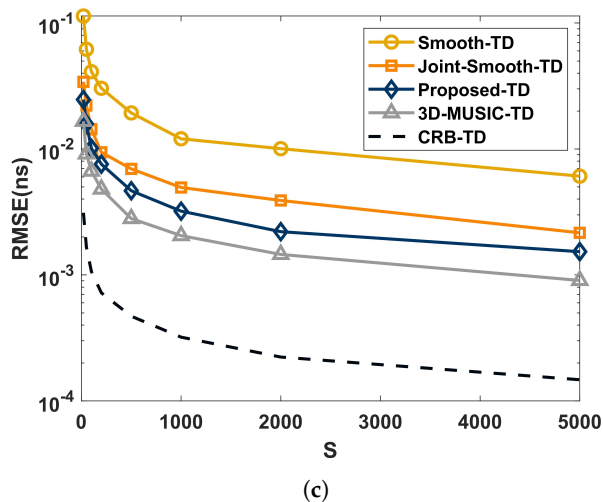 10^-1
10^-2
10^-3
10^-4
RMSE(ns)
Smooth-TD
Joint-Smooth-TD
Proposed-TD
3D-MUSIC-TD
CRB-TD
0 1000 2000 3000 4000 5000
S
(c)